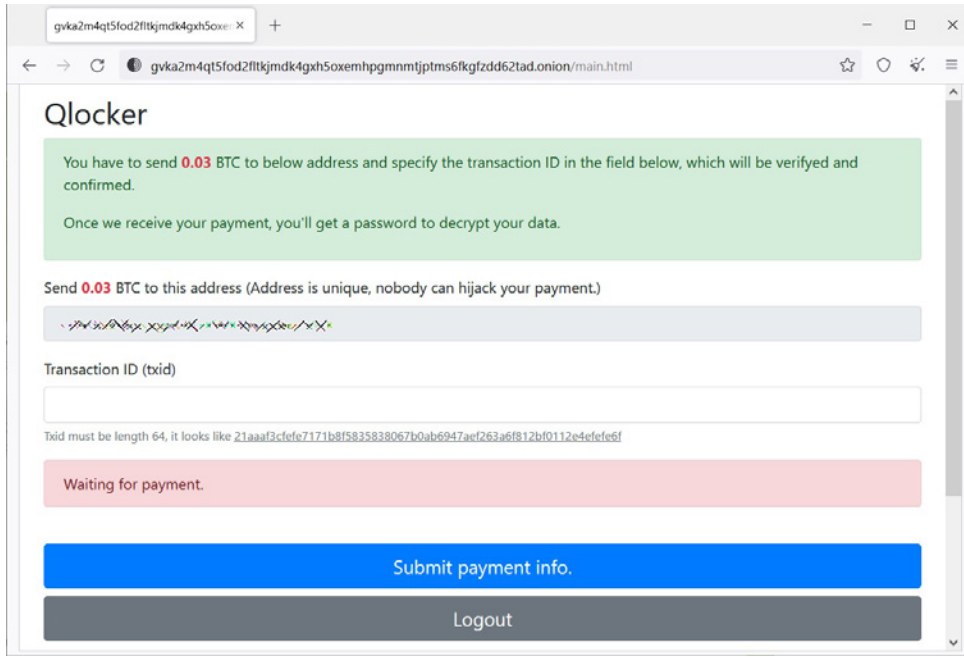 gvka2m4qt5fod2fltkjmdk4gxh5oxe
gvka2m4qt5fod2fltkjmdk4gxh5oxemhpgmnmtjptms6fkgfzdd62tad.onion/main.html
Qlocker
You have to send 0.03 BTC to below address and specify the transaction ID in the field below, which will be verifyed and
confirmed.
Once we receive your payment, you'll get a password to decrypt your data.
Send 0.03 BTC to this address (Address is unique, nobody can hijack your payment.)
Transaction ID (txid)
Txid must be length 64, it looks like 21aaaf3cfefe7171b8f5835838067b0ab6947aef263a6f812bf0112e4efefe6f
Waiting for payment.
Submit payment info.
Logout